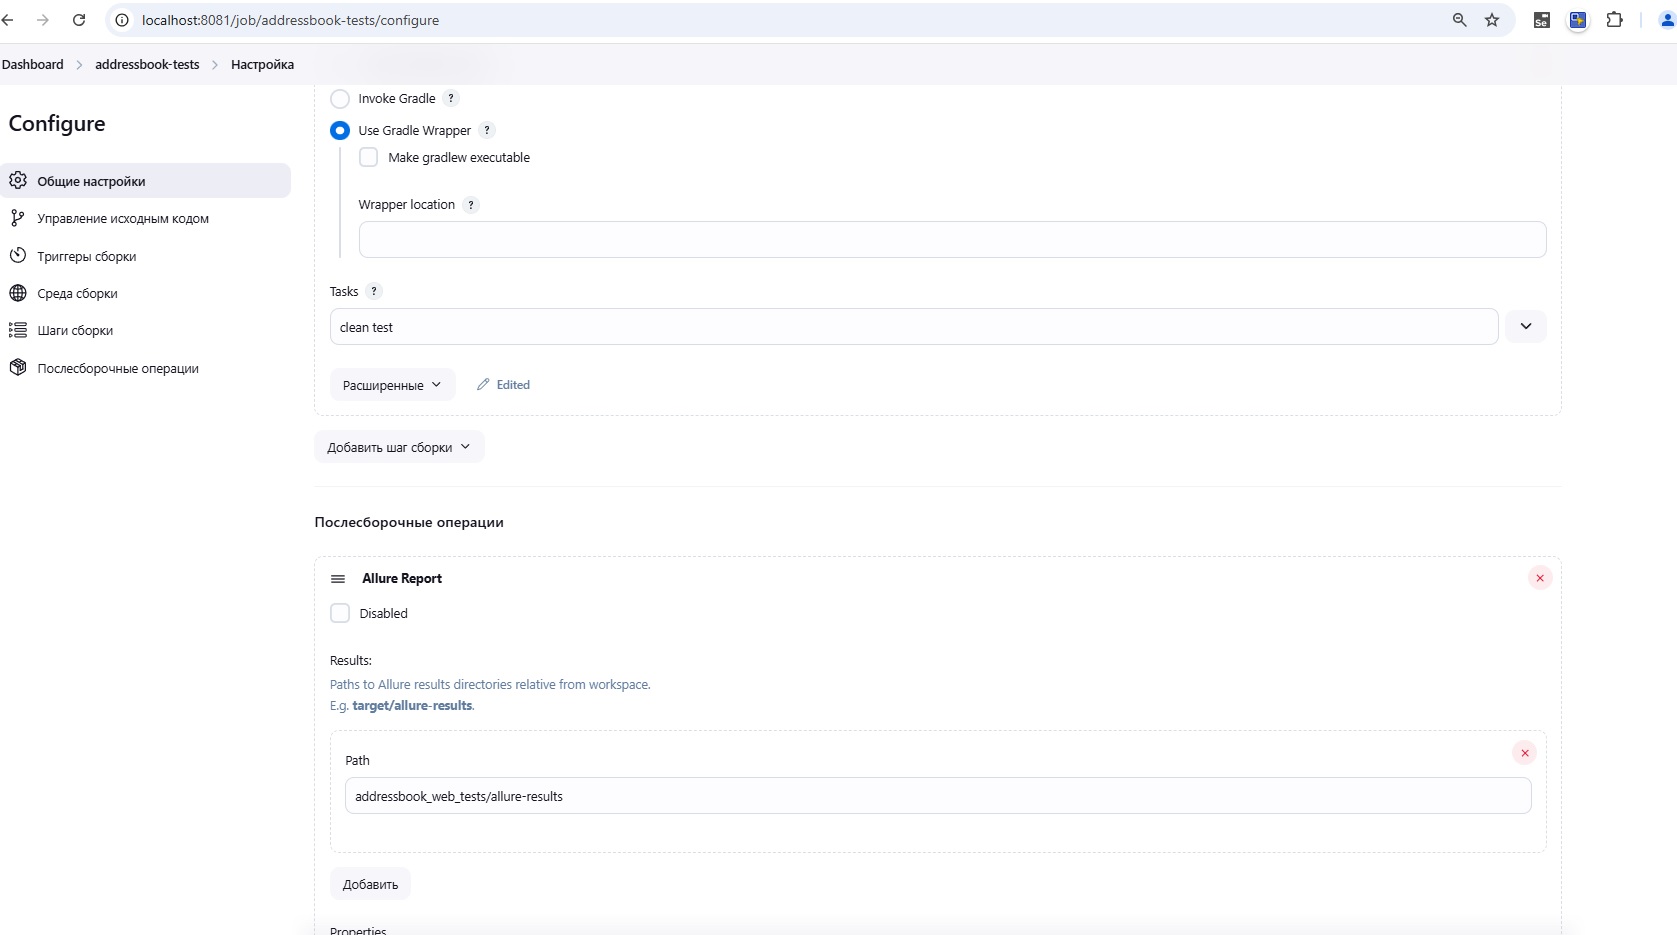 localhost:8081/job/addressbook-tests/configure
Se
Dashboard > addressbook-tests > Настройка
Configure
Общие настройки
Управление исходным кодом
Триггеры сборки
Среда сборки
Шаги сборки
Послесборочные операции
Invoke Gradle ?
Use Gradle Wrapper ?
Make gradlew executable
Wrapper location ?
Tasks ?
clean test
Расширенные
Edited
Добавить шаг сборки
Послесборочные операции
Allure Report
Disabled
Results:
Paths to Allure results directories relative from workspace.
E.g. target/allure-results.
Path
addressbook_web_tests/allure-results
Добавить
Properties